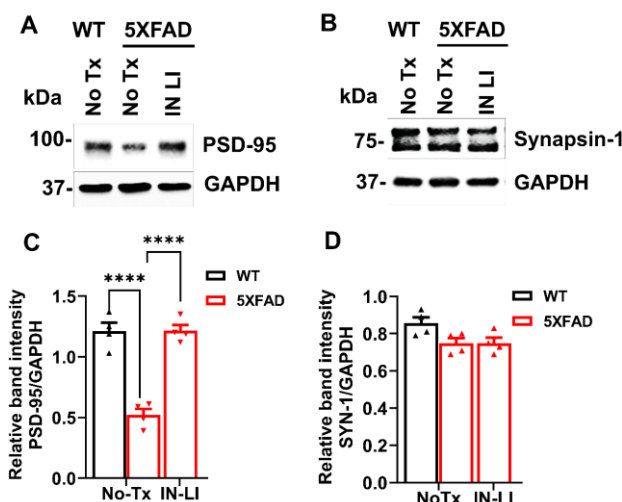 A
WT 5XFAD
No Tx
No Tx
IN LI
kDa
100-
PSD-95
37-
GAPDH
B
WT 5XFAD
No Tx
No Tx
IN LI
kDa
75-
Synapsin-1
37-
GAPDH
C
****
****
WT
5XFAD
Relative band intensity
PSD-95/GAPDH
1.5
1.0
0.5
0.0
No-Tx IN-LI
D
WT
5XFAD
Relative band intensity
SYN-1/GAPDH
1.0
0.8
0.6
0.4
0.2
0.0
NoTx IN-LI